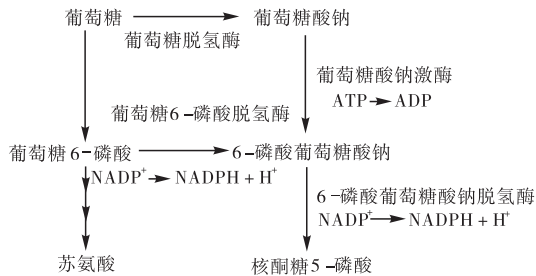 葡萄糖 葡萄糖酸钠
葡萄糖脱氢酶
葡萄糖酸钠激酶
ATP→ADP
葡萄糖6-磷酸脱氢酶
葡萄糖6-磷酸 6-磷酸葡萄糖酸钠
NADP⁺→NADPH+H⁺
6-磷酸葡萄糖酸钠脱氢酶
NADP⁺→NADPH+H⁺
苏氨酸 核酮糖5-磷酸